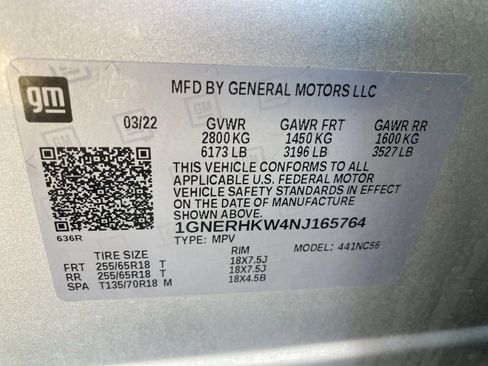 gm
MFD BY GENERAL MOTORS LLC
03/22 GVWR GAWR FRT GAWR RR
2800 KG 1450 KG 1600 KG
6173 LB 3196 LB 3527 LB
THIS VEHICLE CONFORMS TO ALL
APPLICABLE U.S. FEDERAL MOTOR
VEHICLE SAFETY STANDARDS IN EFFECT
ON THE DATE OF MANUFACTURE
SHOWN ABOVE.
1GNERHKW4NJ165764
636R
TYPE: MPV MODEL: 441NC56
TIRE SIZE RIM
FRT 255/65R18 T 18X7.5J
RR 255/65R18 T 18X7.5J
SPA T135/70R18 M 18X4.5B